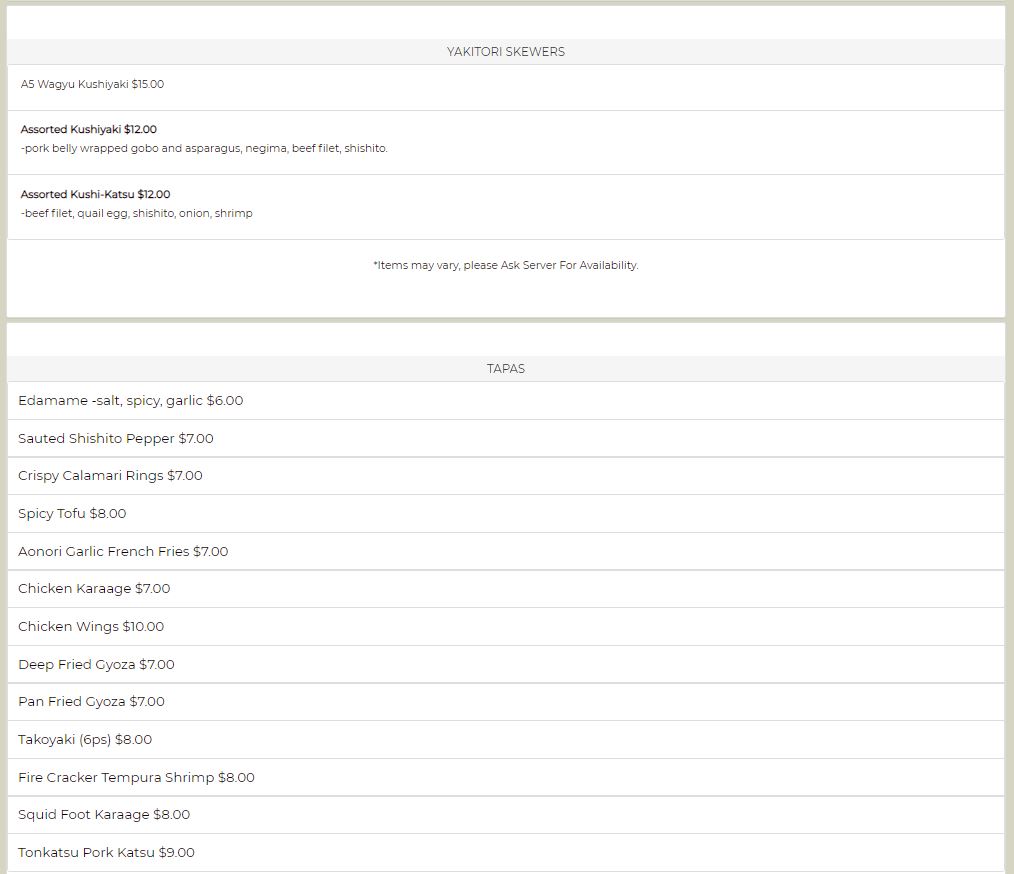 YAKITORI SKEWERS
A5 Wagyu Kushiyaki $15.00
Assorted Kushiyaki $12.00
-pork belly wrapped gobo and asparagus, negima, beef filet, shishito.
Assorted Kushi-Katsu $12.00
-beef filet, quail egg, shishito, onion, shrimp
*Items may vary, please Ask Server For Availability.
TAPAS
Edamame -salt, spicy, garlic $6.00
Sauted Shishito Pepper $7.00
Crispy Calamari Rings $7.00
Spicy Tofu $8.00
Aonori Garlic French Fries $7.00
Chicken Karaage $7.00
Chicken Wings $10.00
Deep Fried Gyoza $7.00
Pan Fried Gyoza $7.00
Takoyaki (6ps) $8.00
Fire Cracker Tempura Shrimp $8.00
Squid Foot Karaage $8.00
Tonkatsu Pork Katsu $9.00